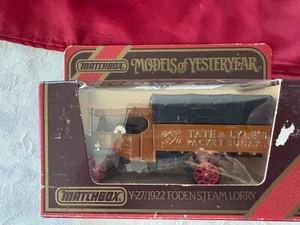 MATCHBOX
MODELS of YESTERYEAR
TATE & LYLE'S
PACKET SUGAR
MATCHBOX
Y-27/1922 FODEN STEAM LORRY